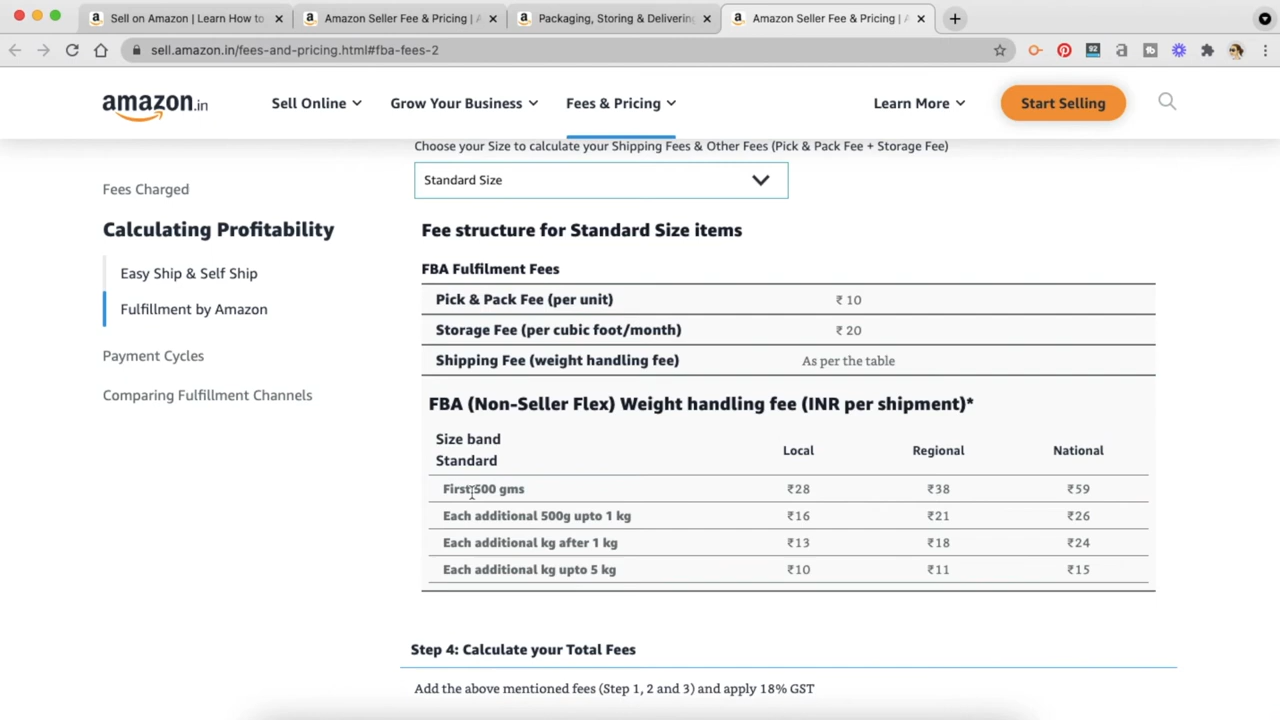 Sell on Amazon | Learn How to
Amazon Seller Fee & Pricing | A
Packaging, Storing & Delivering
Amazon Seller Fee & Pricing | A
sell.amazon.in/fees-and-pricing.html#fba-fees-2
92
amazon.in
Sell Online
Grow Your Business
Fees & Pricing
Learn More
Start Selling
Choose your Size to calculate your Shipping Fees & Other Fees (Pick & Pack Fee + Storage Fee)
Fees Charged
Standard Size
Calculating Profitability
Fee structure for Standard Size items
Easy Ship & Self Ship
FBA Fulfilment Fees
Fulfillment by Amazon
Pick & Pack Fee (per unit) ₹ 10
Storage Fee (per cubic foot/month) ₹ 20
Payment Cycles
Shipping Fee (weight handling fee) As per the table
Comparing Fulfillment Channels
FBA (Non-Seller Flex) Weight handling fee (INR per shipment)*
Size band
Standard
Local Regional National
First 500 gms ₹28 ₹38 ₹59
Each additional 500g upto 1 kg ₹16 ₹21 ₹26
Each additional kg after 1 kg ₹13 ₹18 ₹24
Each additional kg upto 5 kg ₹10 ₹11 ₹15
Step 4: Calculate your Total Fees
Add the above mentioned fees (Step 1, 2 and 3) and apply 18% GST